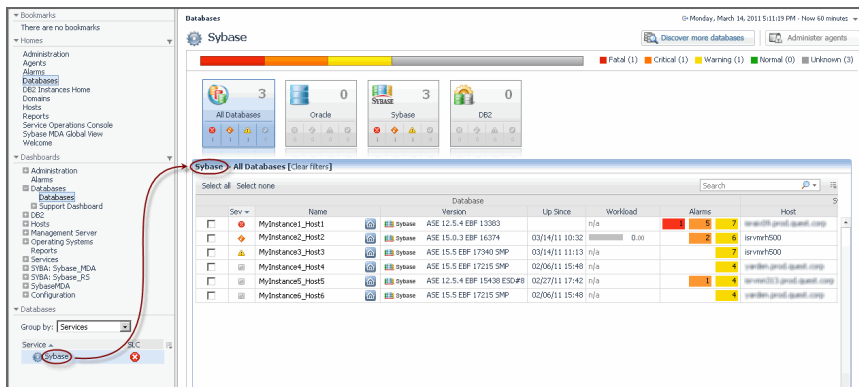 Bookmarks
There are no bookmarks
Homes
Administration
Agents
Alarms
Databases
DB2 Instances Home
Domains
Hosts
Reports
Service Operations Console
Sybase MDA Global View
Welcome
Dashboards
Administration
Alarms
Databases
Databases
Support Dashboard
DB2
Hosts
Management Server
Operating Systems
Reports
Services
SYBA: Sybase_MDA
SYBA: Sybase_RS
SybaseMDA
Configuration
Databases
Group by: Services
Service SLC
Sybase
Databases
Monday, March 14, 2011 5:11:19 PM - Now 60 minutes
Sybase
Discover more databases
Administer agents
Fatal (1) Critical (1) Warning (1) Normal (0) Unknown (3)
3 All Databases 1 1 1
0 Oracle
SYBASE 3 Sybase 1 1 1
0 DB2
Sybase - All Databases [Clear filters]
Select all Select none Search
Database
Sev Name Version Up Since Workload Alarms Host
MyInstance1_Host1 Sybase ASE 12.5.4 EBF 13383 n/a 1 5 7
MyInstance2_Host2 Sybase ASE 15.0.3 EBF 16374 03/14/11 10:32 0.00 2 6 isrvmrh500
MyInstance3_Host3 Sybase ASE 15.5 EBF 17340 SMP 03/14/11 11:13 n/a 7 isrvmrh500
MyInstance4_Host4 Sybase ASE 15.5 EBF 17215 SMP 02/06/11 15:48 n/a 4
MyInstance5_Host5 Sybase ASE 12.5.4 EBF 15438 ESD#8 02/27/11 17:42 n/a 1 4
MyInstance6_Host6 Sybase ASE 15.5 EBF 17215 SMP 02/06/11 15:48 n/a 4